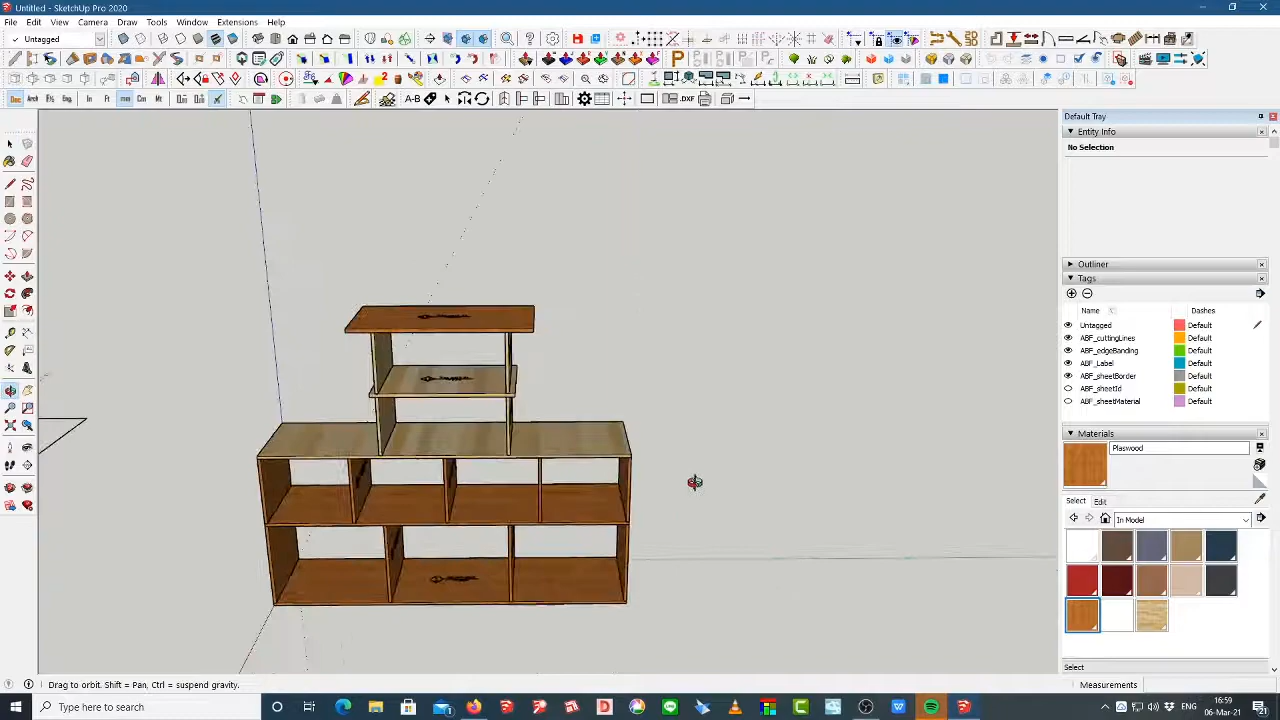 Untitled - SketchUp Pro 2020
File Edit View Camera Draw Tools Window Extensions Help
Untagged
Default Tray
Entity Info
No Selection
Outliner
Tags
Name Dashes
Untagged Default
ABF_cuttingLines Default
ABF_edgeBanding Default
ABF_Label Default
ABF_sheetBorder Default
ABF_sheetId Default
ABF_sheetMaterial Default
Materials
Plaswood
Select Edit
In Model
Select
Drag to orbit. Shift = Pan, Ctrl = suspend gravity.
Measurements
Type here to search
16:59
06-Mar-21